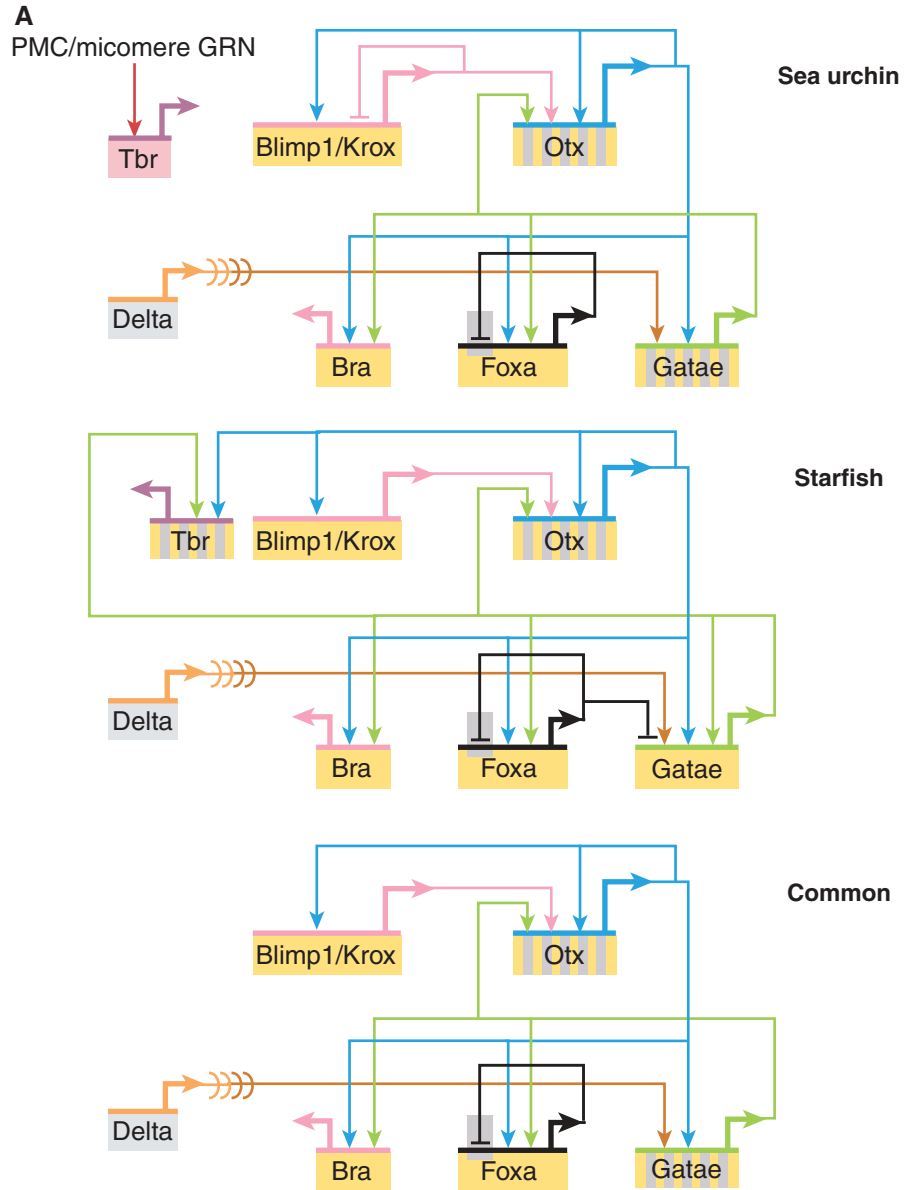 A
PMC/micomere GRN
Sea urchin
Tbr
Blimp1/Krox
Otx
Delta
Bra
Foxa
Gatae
Starfish
Tbr
Blimp1/Krox
Otx
Delta
Bra
Foxa
Gatae
Common
Blimp1/Krox
Otx
Delta
Bra
Foxa
Gatae